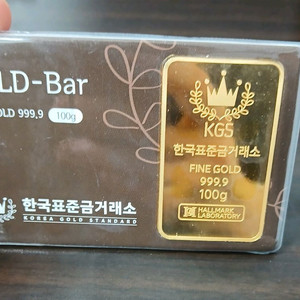 LD-Bar
OLD 999.9 100g
한국표준금거래소
KOREA GOLD STANDARD
KGS
한국표준금거래소
FINE GOLD
999.9
100g
HALLMARK
LABORATORY